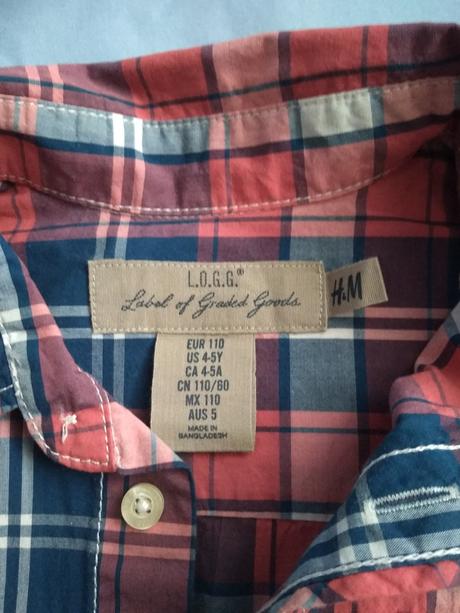 L.O.G.G.®
Label of Graded Goods.
H&M
EUR 110
US 4-5Y
CA 4-5A
CN 110/60
MX 110
AUS 5
MADE IN
BANGLADESH